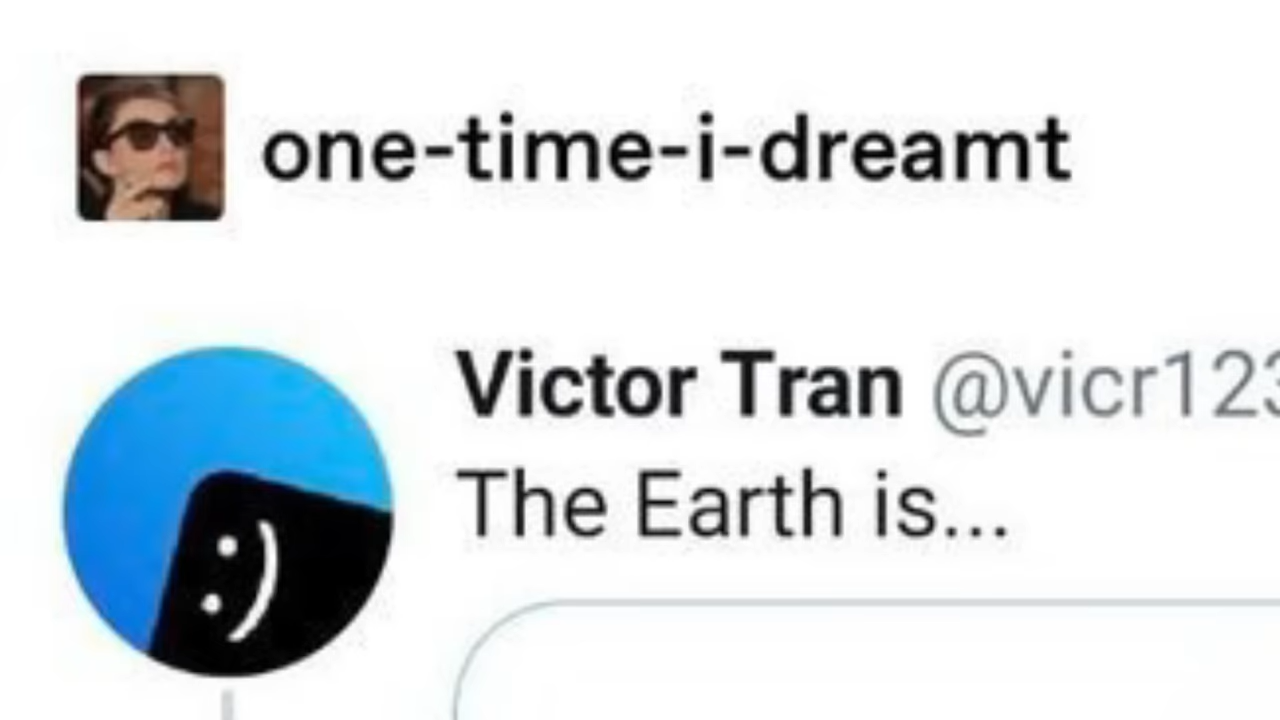 one-time-i-dreamt
Victor Tran @vicr123
The Earth is...
:)